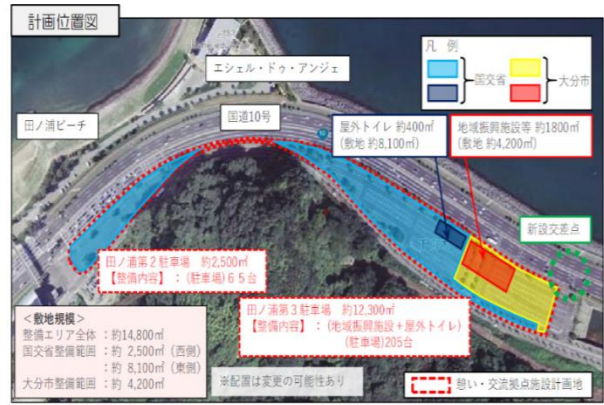 計画位置図
凡　例
国交省
大分市
エシェル・ドゥ・アンジェ
田ノ浦ビーチ
国道10号
屋外トイレ 約400㎡
(敷地 約8,100㎡)
地域振興施設等 約1800㎡
(敷地 約4,200㎡)
新設交差点
田ノ浦第２駐車場　約2,500㎡
【整備内容】：(駐車場)６５台
田ノ浦第３駐車場　約12,300㎡
【整備内容】：(地域振興施設＋屋外トイレ)
(駐車場)205台
＜敷地規模＞
整備エリア全体 ：約14,800㎡
国交省整備範囲 ：約 2,500㎡（西側）
：約 8,100㎡（東側）
大分市整備範囲 ：約 4,200㎡
※配置は変更の可能性あり
憩い・交流拠点施設計画地